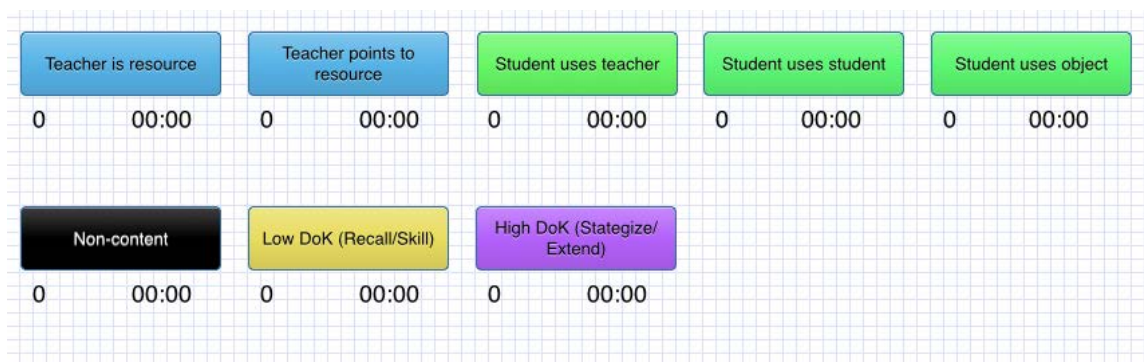 Teacher is resource
Teacher points to
resource
Student uses teacher
Student uses student
Student uses object
0 00:00 0 00:00 0 00:00 0 00:00 0 00:00
Non-content
Low DoK (Recall/Skill)
High DoK (Stategize/
Extend)
0 00:00 0 00:00 0 00:00